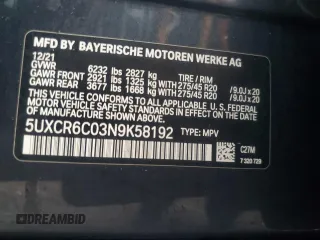 MFD BY BAYERISCHE MOTOREN WERKE AG
12/21
GVWR 6232 lbs 2827 kg TIRE / RIM
GAWR FRONT 2921 lbs 1325 kg 275/45 R20 / 9.0J x 20
GAWR REAR 3677 lbs 1668 kg 275/45 R20 / 9.0J x 20
THIS VEHICLE CONFORMS TO ALL APPLICABLE
U.S. FEDERAL MOTOR VEHICLE SAFETY
STANDARDS IN EFFECT ON THE DATE OF
MANUFACTURE SHOWN ABOVE.
5UXCR6C03N9K58192 TYPE: MPV
C27M
7 320 729
© DREAMBID